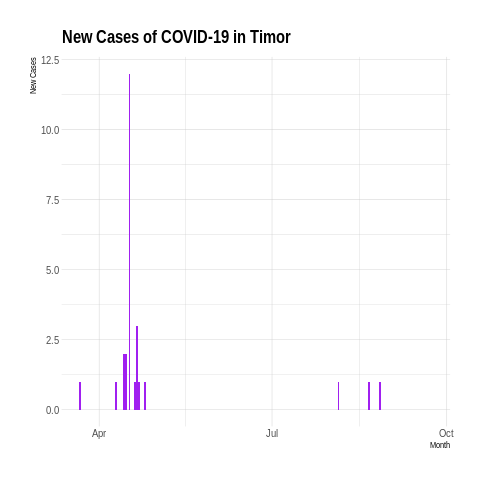 New Cases of COVID-19 in Timor
New Cases
12.5
10.0
7.5
5.0
2.5
0.0
Apr
Jul
Oct
Month